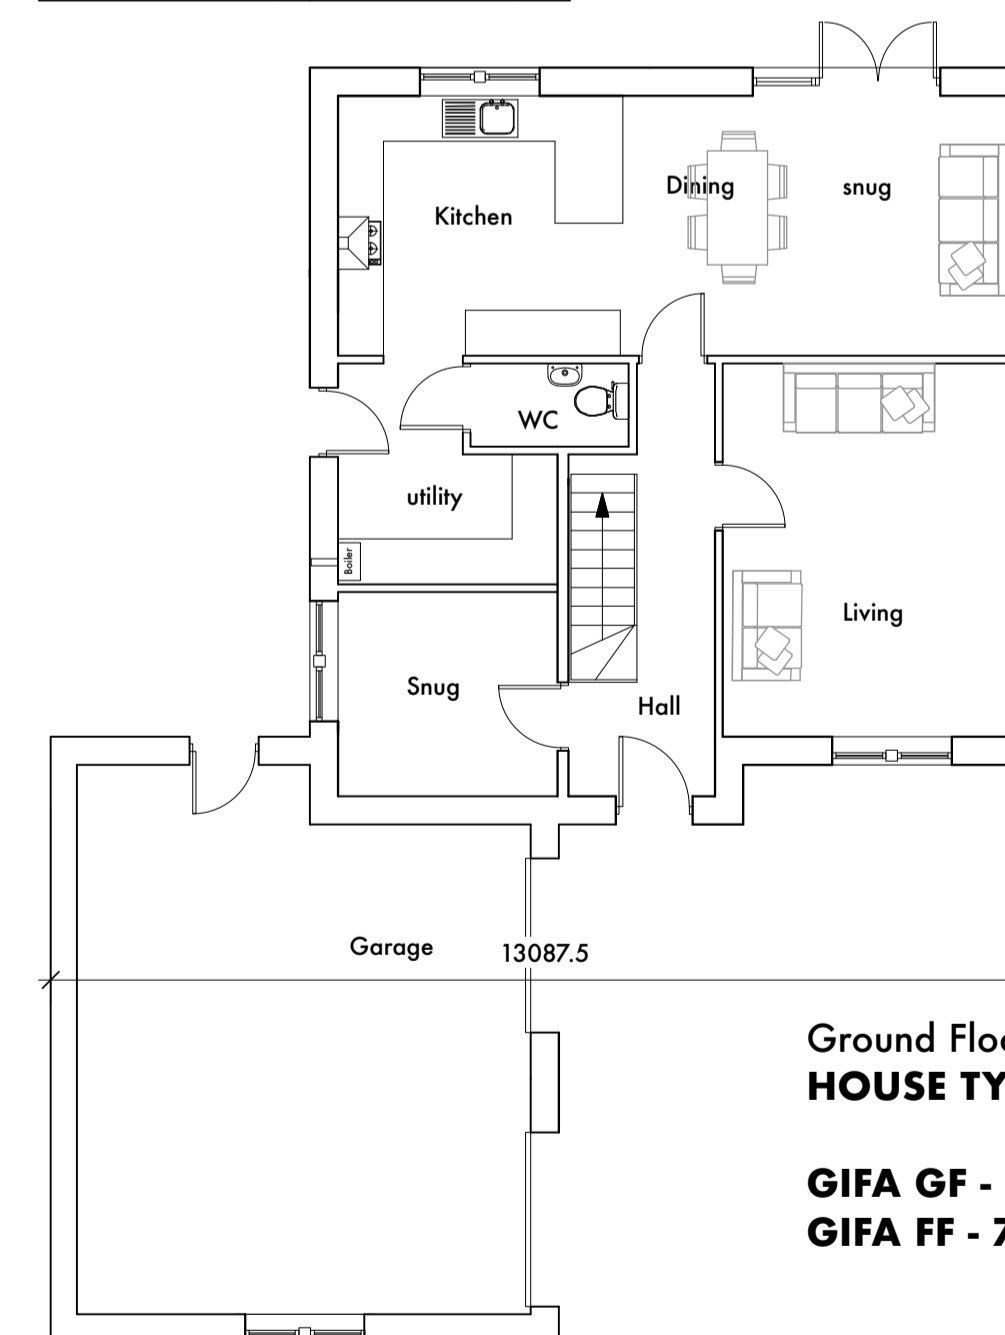 Dining
snug
Kitchen
WC
utility
Boiler
Living
Snug
Hall
Garage
13087.5
Ground Floo
HOUSE TY
GIFA GF -
GIFA FF - 7